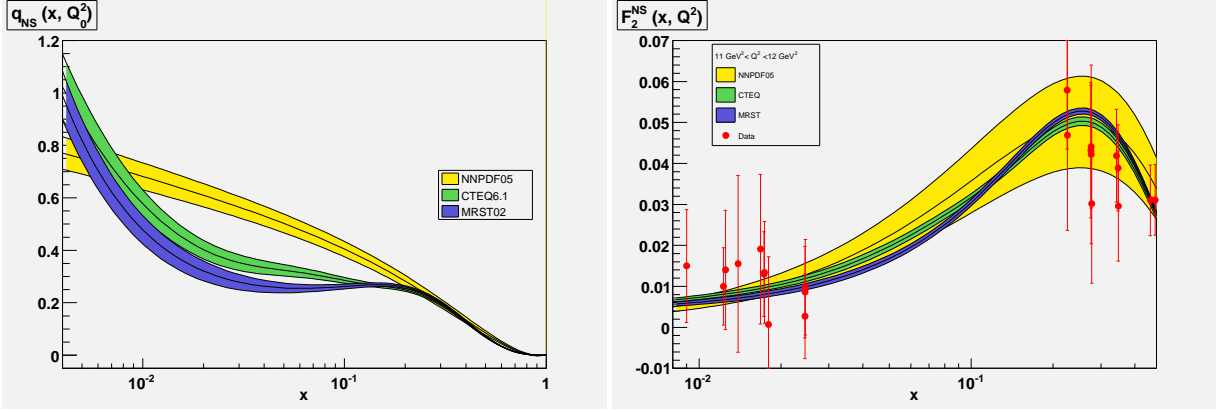 q_NS (x, Q_0^2)
1.2
1
0.8
0.6
0.4
0.2
0
NNPDF05
CTEQ6.1
MRST02
10^-2
10^-1
1
x
F_2^NS (x, Q^2)
0.07
0.06
0.05
0.04
0.03
0.02
0.01
0
-0.01
11 GeV^2 < Q^2 < 12 GeV^2
NNPDF05
CTEQ
MRST
Data
10^-2
10^-1
x